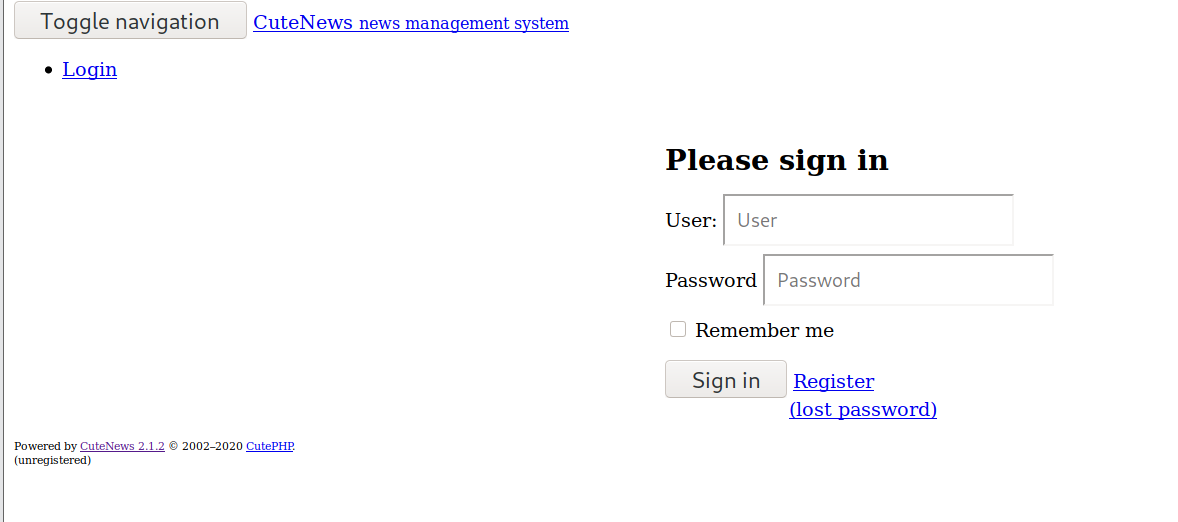 Toggle navigation CuteNews news management system
Login
Please sign in
User: User
Password Password
Remember me
Sign in Register
(lost password)
Powered by CuteNews 2.1.2 © 2002–2020 CutePHP.
(unregistered)